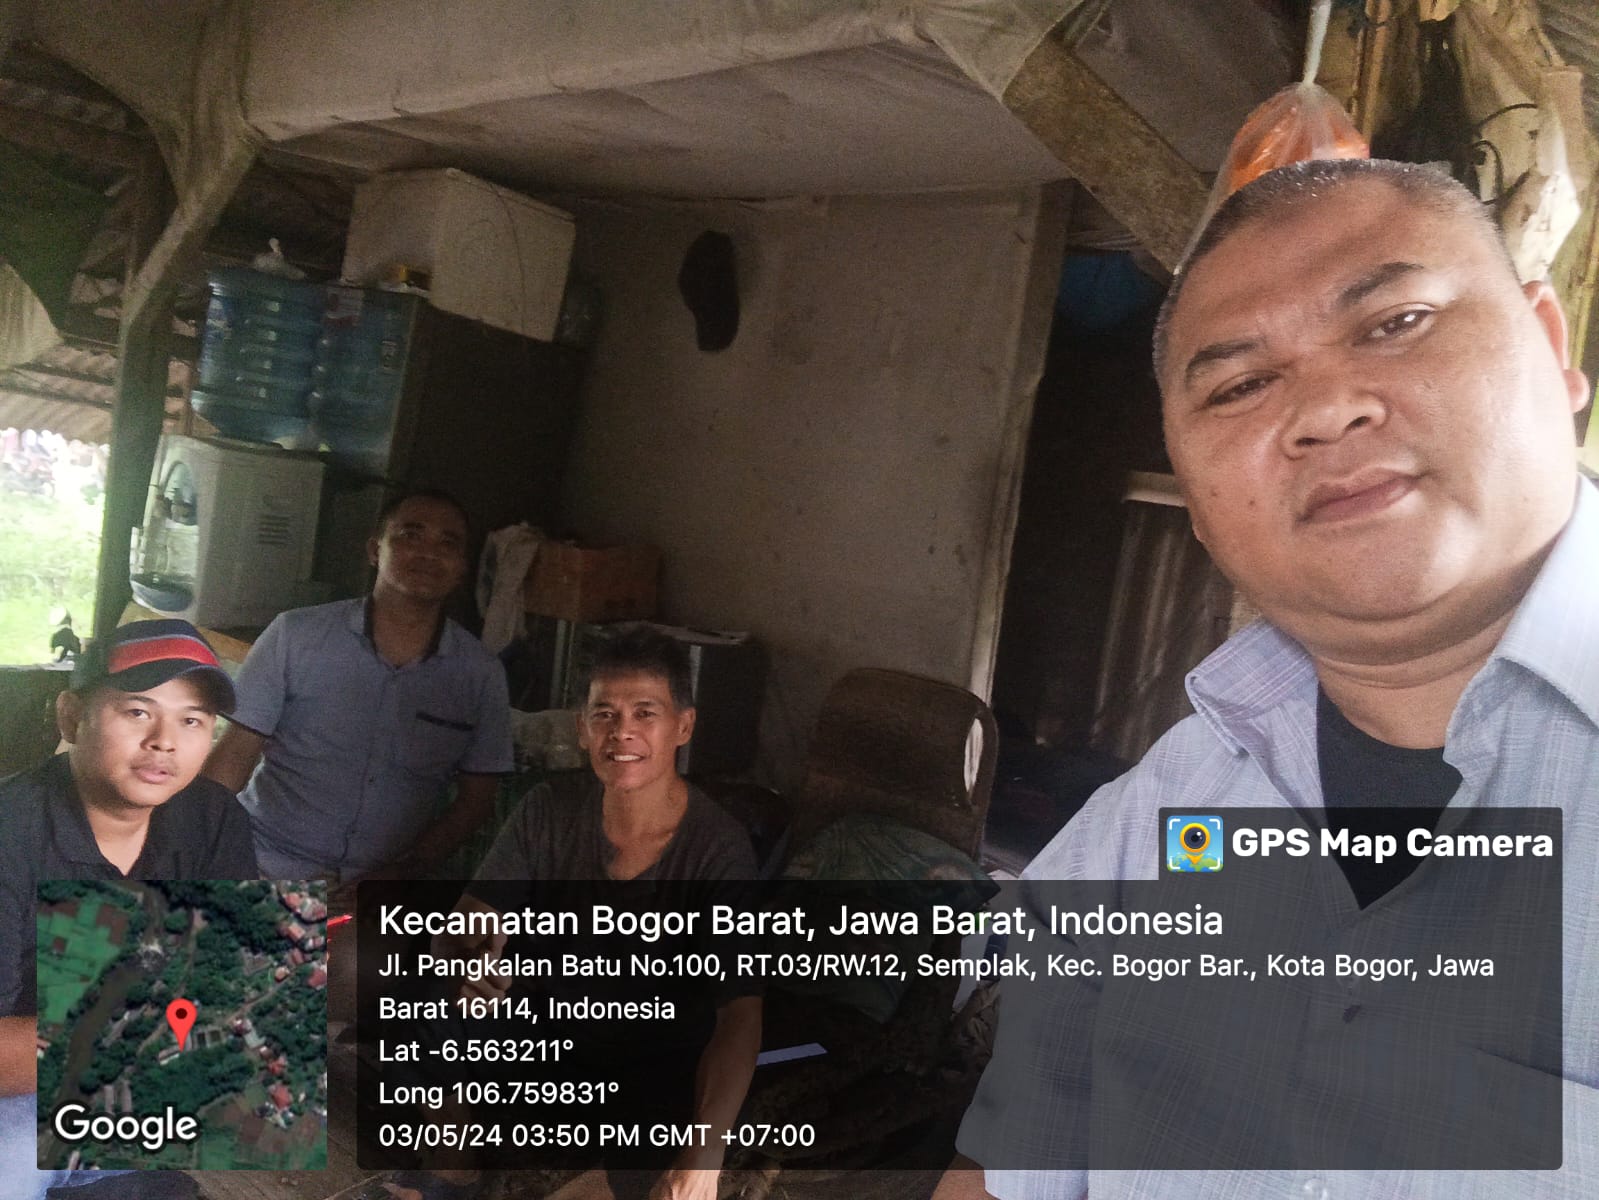 GPS Map Camera
Kecamatan Bogor Barat, Jawa Barat, Indonesia
Jl. Pangkalan Batu No.100, RT.03/RW.12, Semplak, Kec. Bogor Bar., Kota Bogor, Jawa
Barat 16114, Indonesia
Lat -6.563211°
Long 106.759831°
03/05/24 03:50 PM GMT +07:00
Google